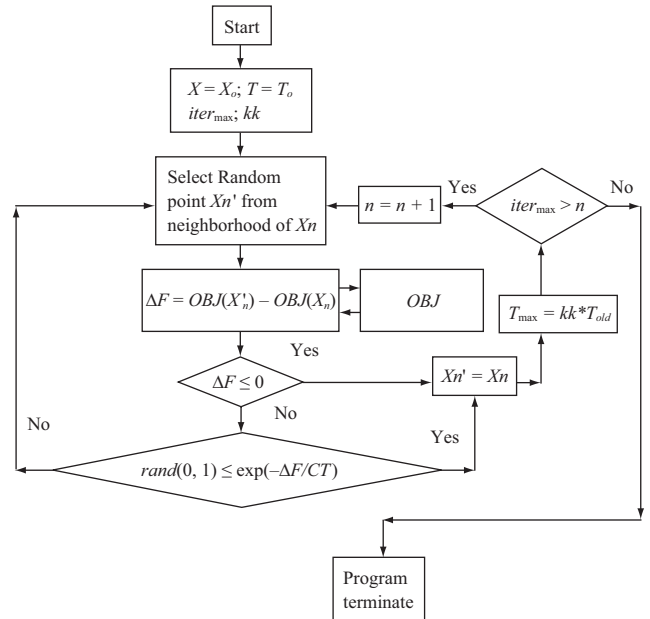 Start
X = Xo; T = To
itermax; kk
Select Random
point Xn' from
neighborhood of Xn
n = n + 1
Yes
itermax > n
No
ΔF = OBJ(X'n) – OBJ(Xn)
OBJ
Tmax = kk*Told
Yes
ΔF ≤ 0
Xn' = Xn
No
No
Yes
rand(0, 1) ≤ exp(–ΔF/CT)
Program
terminate